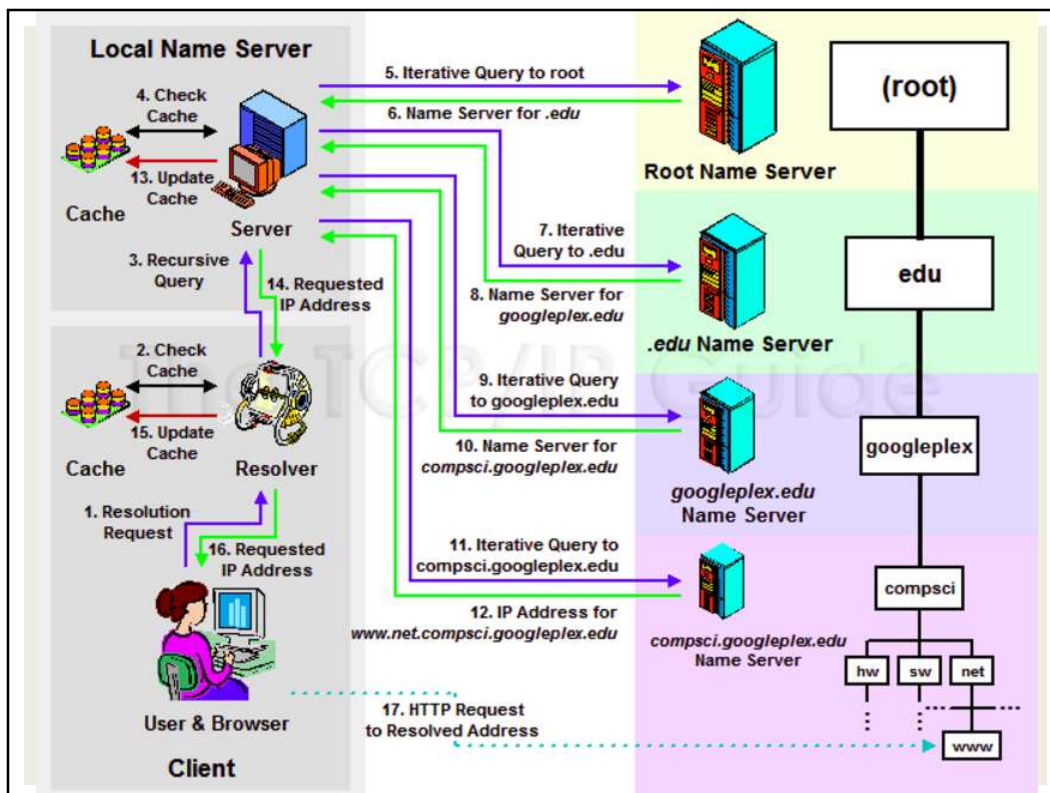 Local Name Server
4. Check
Cache
13. Update
Cache
Cache
Server
3. Recursive
Query
14. Requested
IP Address
2. Check
Cache
15. Update
Cache
Cache
Resolver
1. Resolution
Request
16. Requested
IP Address
User & Browser
Client
5. Iterative Query to root
6. Name Server for .edu
7. Iterative
Query to .edu
8. Name Server for
googleplex.edu
9. Iterative Query
to googleplex.edu
10. Name Server for
compsci.googleplex.edu
11. Iterative Query to
compsci.googleplex.edu
12. IP Address for
www.net.compsci.googleplex.edu
17. HTTP Request
to Resolved Address
Root Name Server
.edu Name Server
googleplex.edu
Name Server
compsci.googleplex.edu
Name Server
(root)
edu
googleplex
compsci
hw
sw
net
www
The TCP/IP Guide